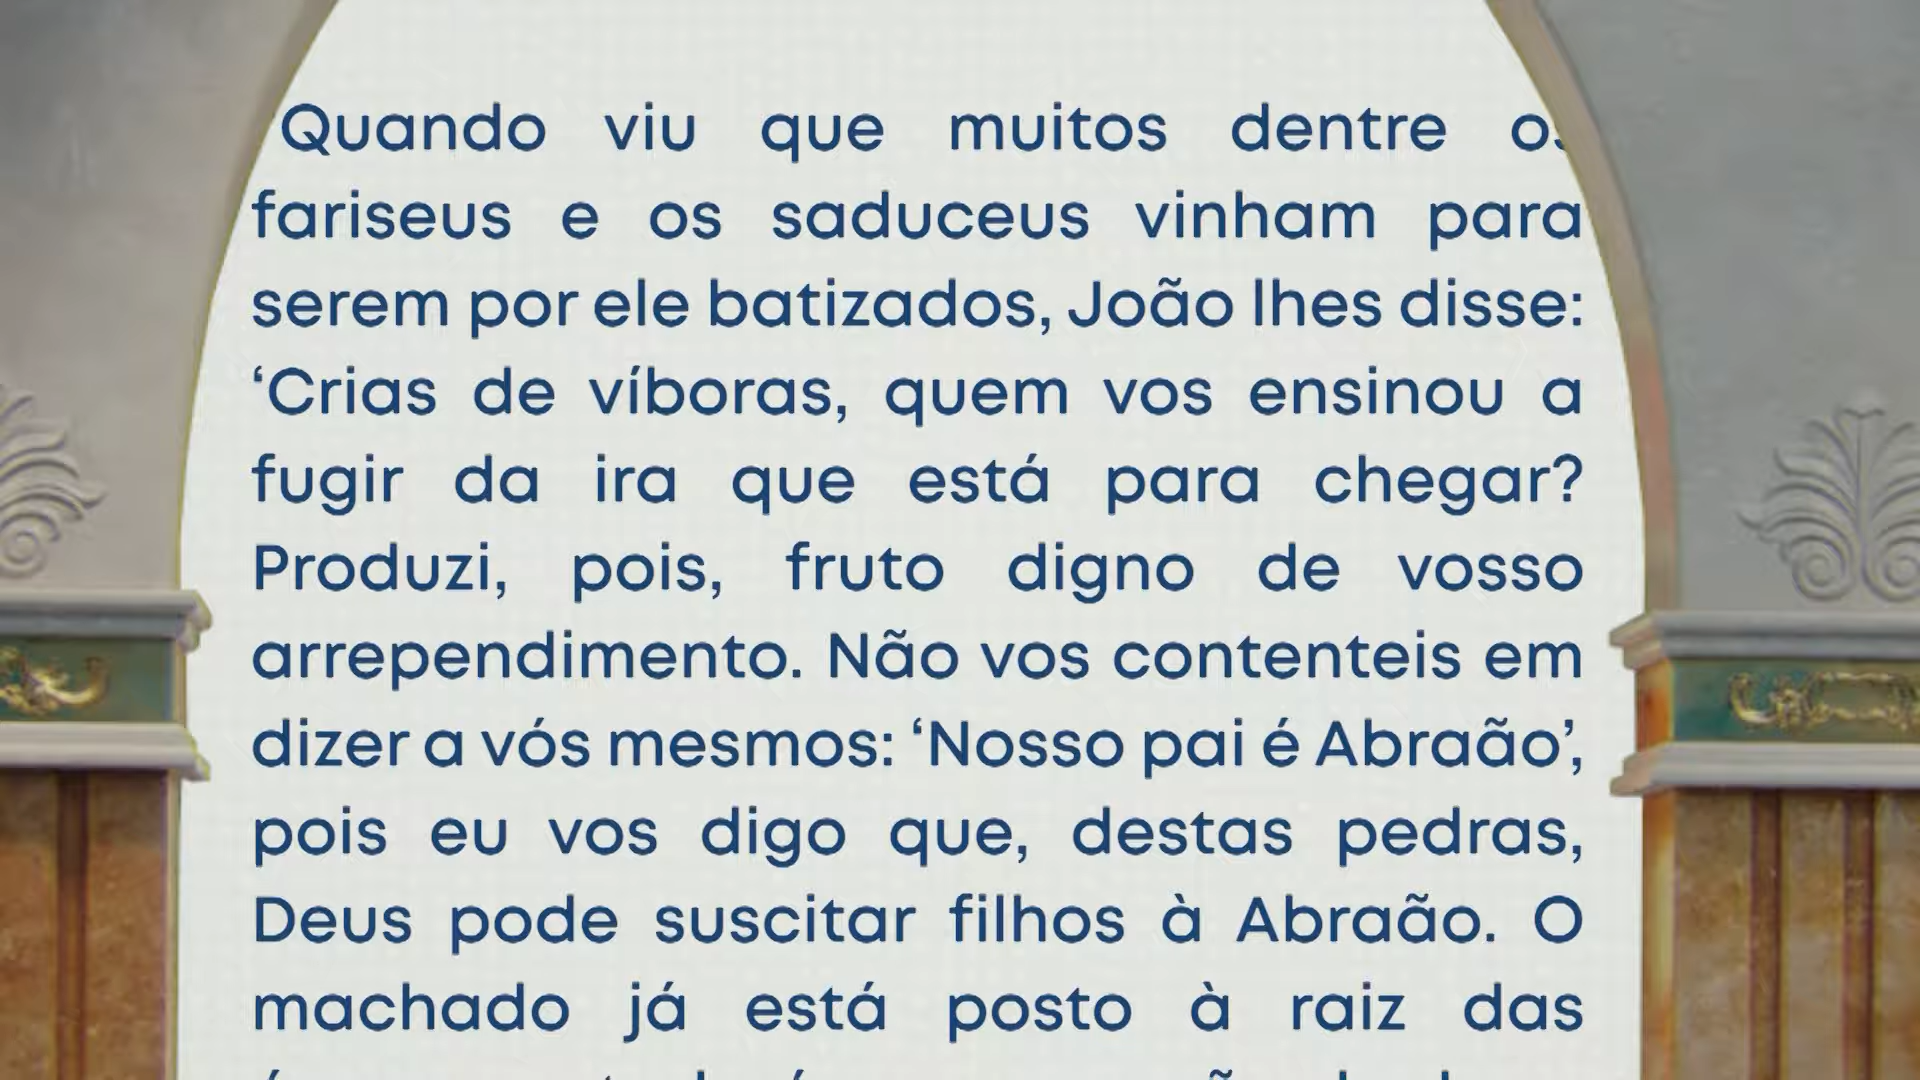 Quando viu que muitos dentre os
fariseus e os saduceus vinham para
serem por ele batizados, João lhes disse:
‘Crias de víboras, quem vos ensinou a
fugir da ira que está para chegar?
Produzi, pois, fruto digno de vosso
arrependimento. Não vos contenteis em
dizer a vós mesmos: ‘Nosso pai é Abraão’,
pois eu vos digo que, destas pedras,
Deus pode suscitar filhos à Abraão. O
machado já está posto à raiz das